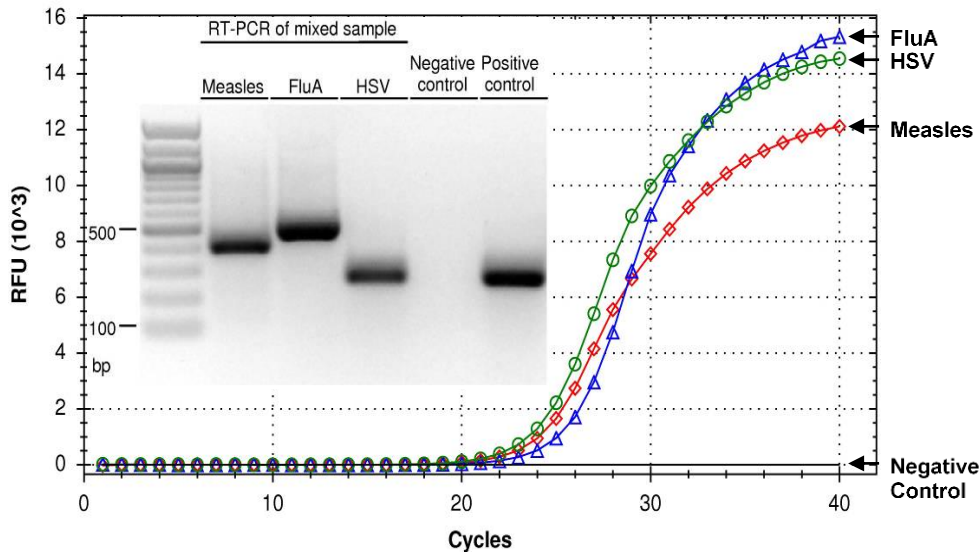 RT-PCR of mixed sample
Measles FluA HSV Negative control Positive control
500
100
bp
RFU (10^3)
16
14
12
10
8
6
4
2
0
0 10 20 30 40
Cycles
FluA
HSV
Measles
Negative
Control